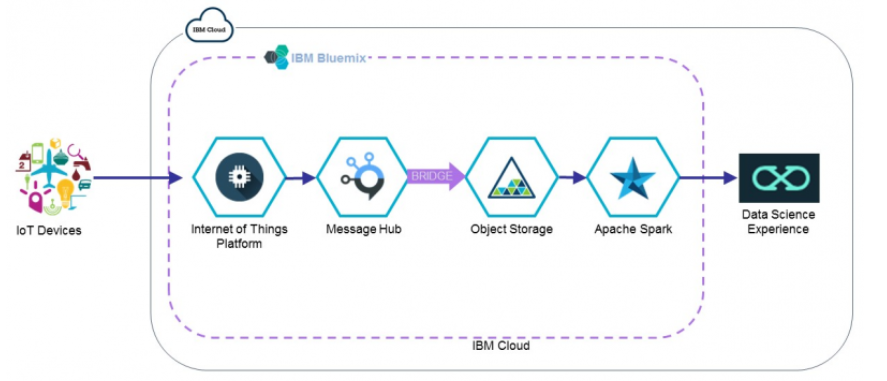 IBM Cloud
IBM Bluemix
BRIDGE
IoT Devices
Internet of Things
Platform
Message Hub
Object Storage
Apache Spark
Data Science
Experience
IBM Cloud